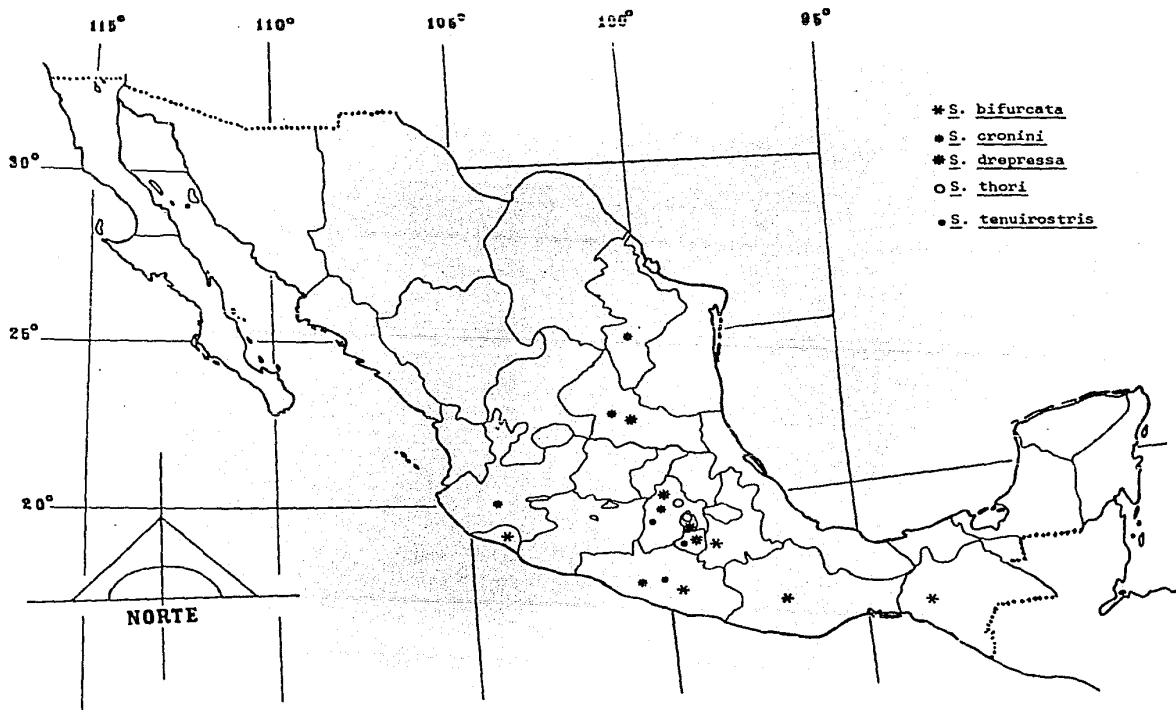 115° 110° 105° 100° 95°
* S. bifurcata
S. cronini
S. drepressa
S. thori
S. tenuirostris
30°
25°
20°
NORTE